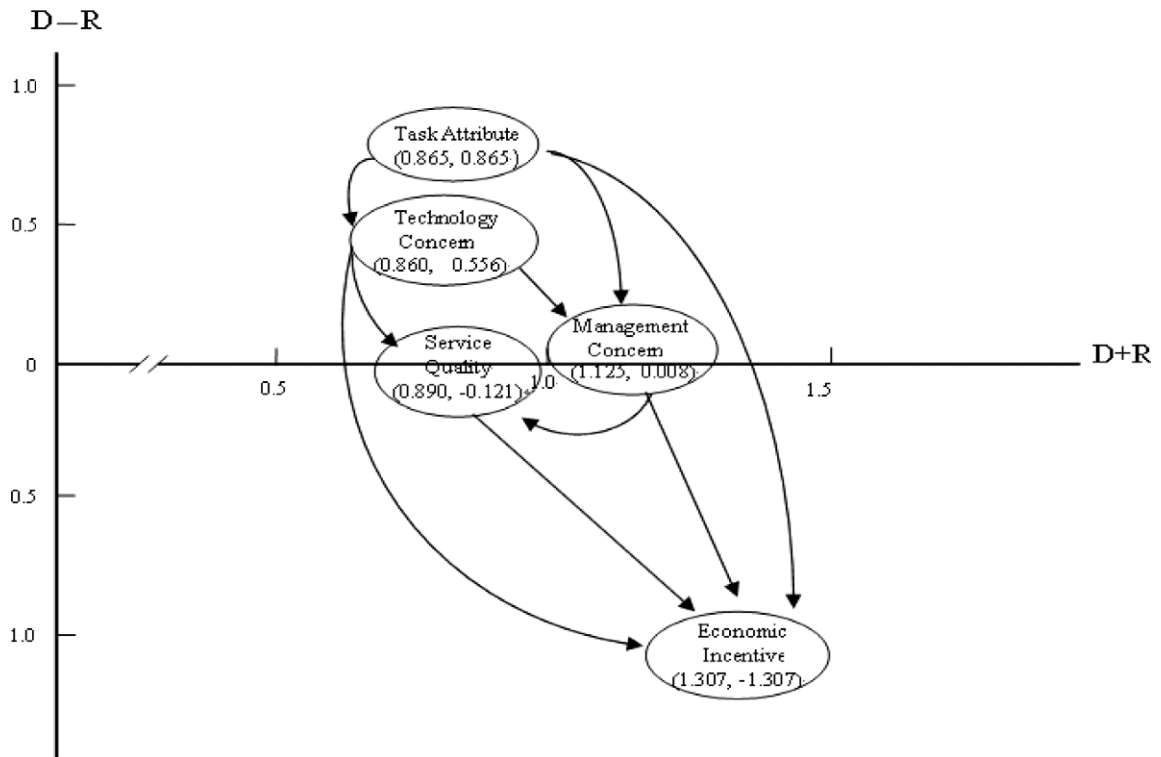 D—R
1.0
Task Attribute
(0.865, 0.865)
0.5
Technology
Concern
(0.860, 0.556)
Management
Concern
(1.125, 0.008)
Service
Quality
(0.890, -0.121)
0
D+R
0.5
1.0
1.5
0.5
1.0
Economic
Incentive
(1.307, -1.307)